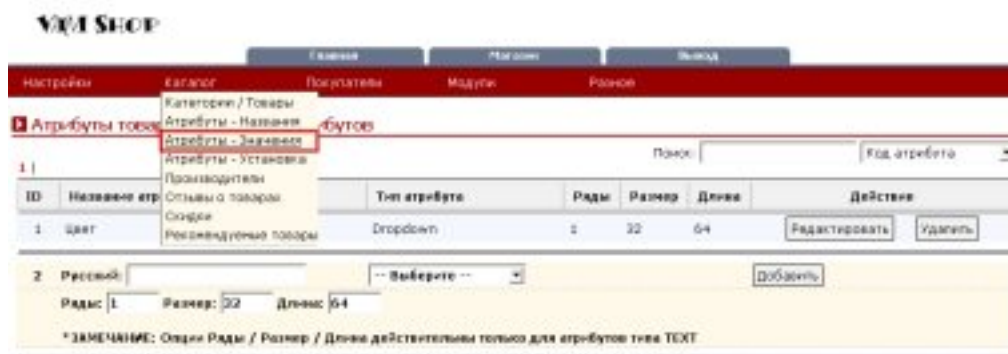 VaM Shop
Главная Магазин Выход
Настройки Каталог Покупатели Модули Разное
Категории / Товары
Атрибуты - Названия
Атрибуты - Значения
Атрибуты - Установка
Производители
Отзывы о товарах
Скидки
Рекомендуемые товары
Атрибуты това бутов
1 |
Поиск: Код атрибута
ID Название атр Тип атрибута Ряды Размер Длина Действие
1 Цвет Dropdown 1 32 64 Редактировать Удалить
2 Русский: -- Выберите -- Добавить
Ряды: 1 Размер: 32 Длина: 64
*ЗАМЕЧАНИЕ: Опции Ряды / Размер / Длина действительны только для атрибутов типа TEXT